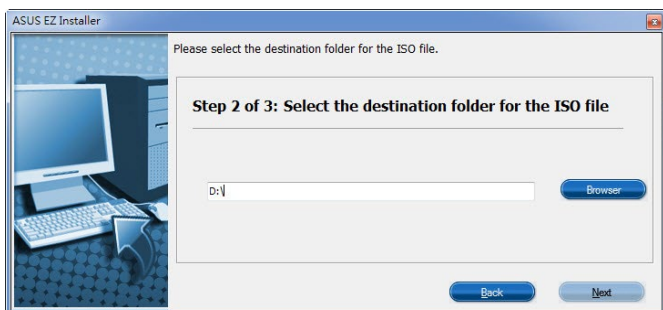 ASUS EZ Installer
Please select the destination folder for the ISO file.
Step 2 of 3: Select the destination folder for the ISO file
D:\
Browser
Back
Next